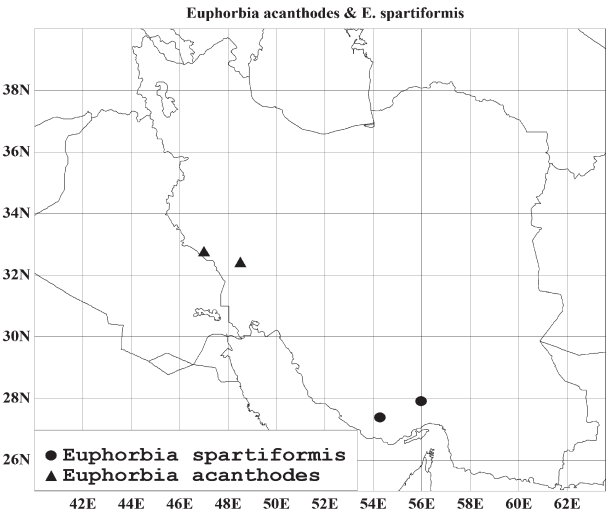 Euphorbia acanthodes & E. spartiformis
38N
36N
34N
32N
30N
28N
26N
Euphorbia spartiformis
Euphorbia acanthodes
42E 44E 46E 48E 50E 52E 54E 56E 58E 60E 62E